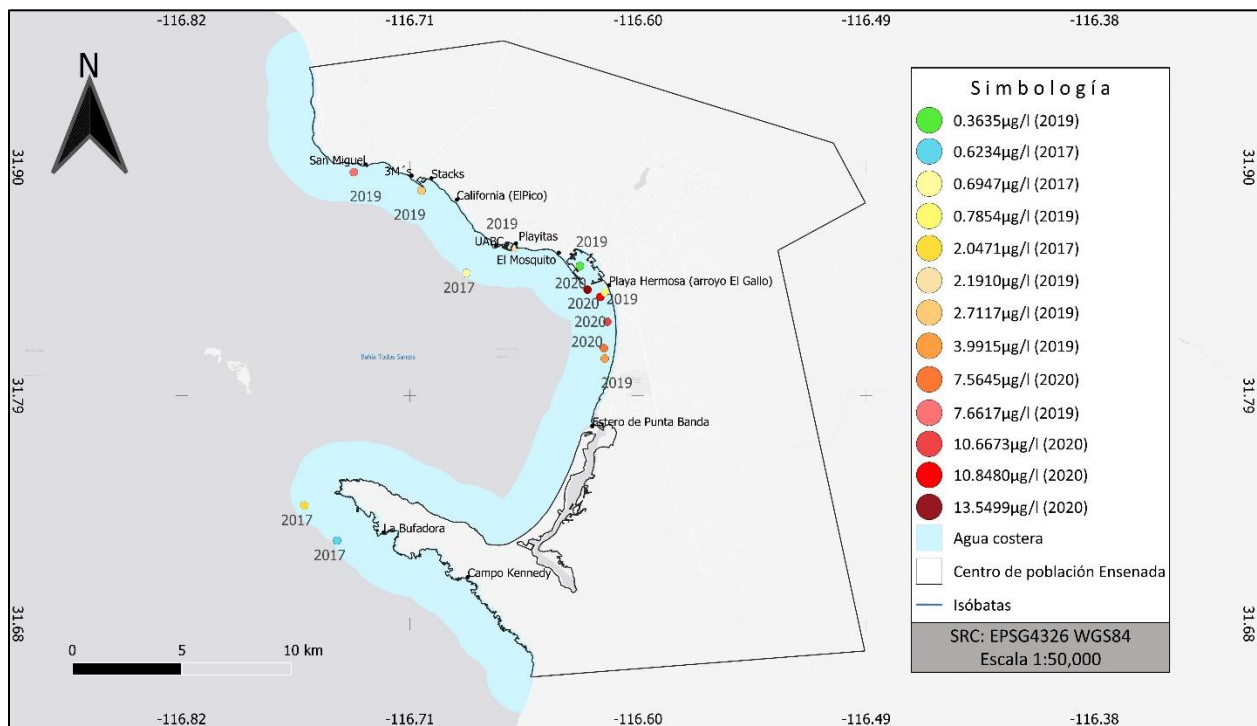 -116.82 -116.71 -116.60 -116.49 -116.38
N
Simbología
0.3635µg/l (2019)
0.6234µg/l (2017)
0.6947µg/l (2017)
0.7854µg/l (2019)
2.0471µg/l (2017)
2.1910µg/l (2019)
2.7117µg/l (2019)
3.9915µg/l (2019)
7.5645µg/l (2020)
7.6617µg/l (2019)
10.6673µg/l (2020)
10.8480µg/l (2020)
13.5499µg/l (2020)
Agua costera
Centro de población Ensenada
Isóbatas
SRC: EPSG4326 WGS84
Escala 1:50,000
31.90
31.90
San Miguel
3M´s
Stacks
2019
California (ElPico)
2019
2019
UABC
Playitas
2019
El Mosquito
2017
2020
Playa Hermosa (arroyo El Gallo)
2020
2019
2020
2020
Bahía Todos Santos
2019
31.79
31.79
Estero de Punta Banda
2017
La Bufadora
2017
Campo Kennedy
31.68
31.68
0 5 10 km
-116.82 -116.71 -116.60 -116.49 -116.38